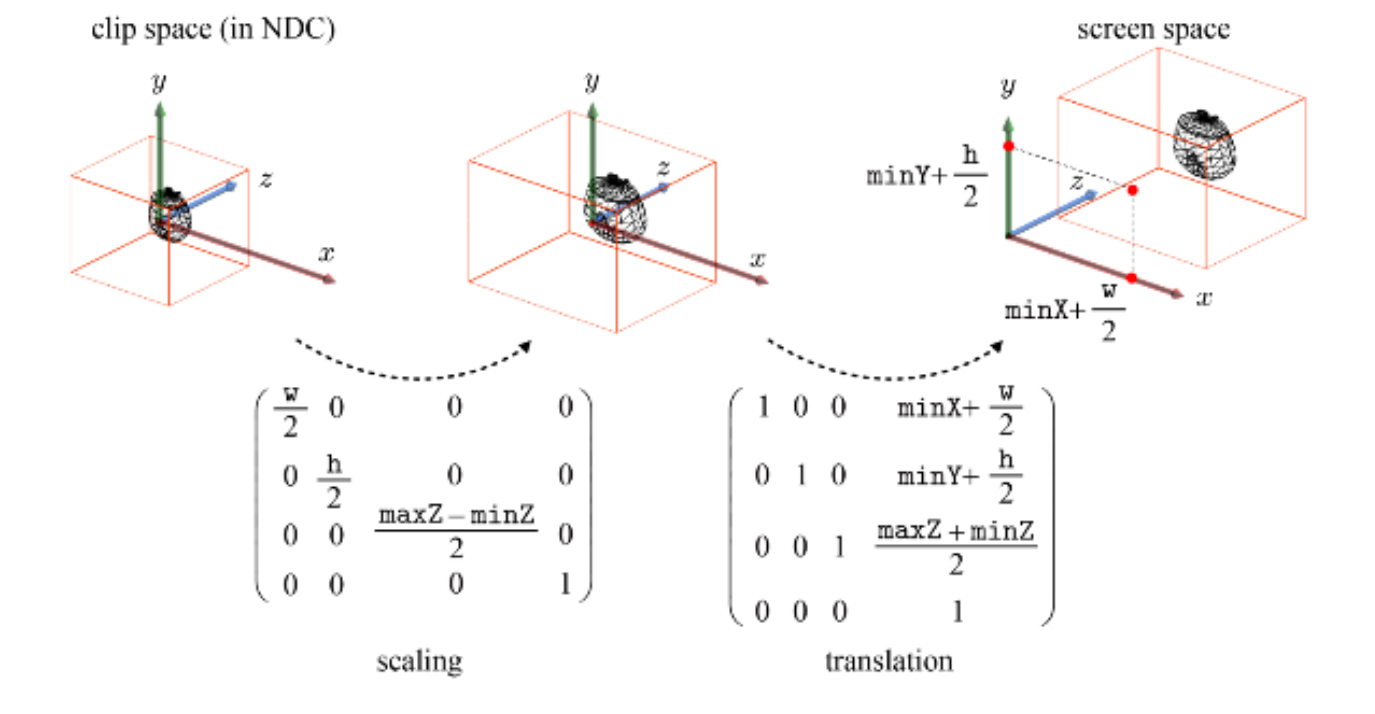 clip space (in NDC)
screen space
y
z
x
y
z
x
y
minY+ h/2
z
x
minX+ w/2
w/2 0 0 0
0 h/2 0 0
0 0 maxZ−minZ/2 0
0 0 0 1
scaling
1 0 0 minX+ w/2
0 1 0 minY+ h/2
0 0 1 maxZ+minZ/2
0 0 0 1
translation